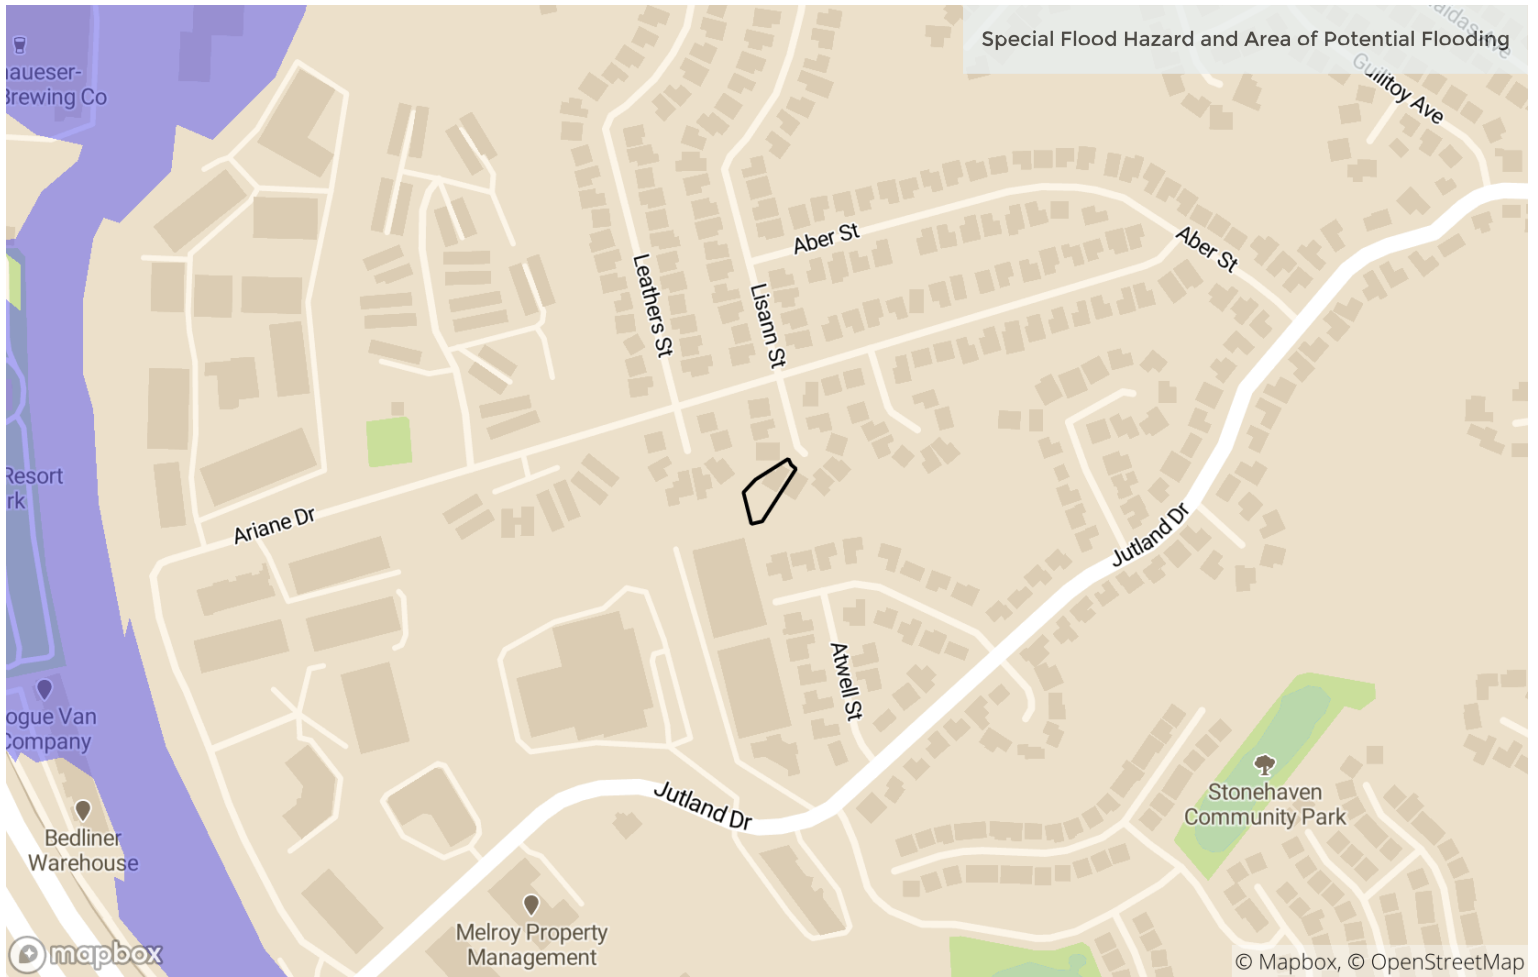 Special Flood Hazard and Area of Potential Flooding
Guilitoy Ave
haueser-
Brewing Co
Aber St
Aber St
Leathers St
Lisann St
Resort
rk
Ariane Dr
Jutland Dr
ogue Van
Company
Atwell St
Stonehaven
Community Park
Jutland Dr
Bedliner
Warehouse
Melroy Property
Management
mapbox
© Mapbox, © OpenStreetMap